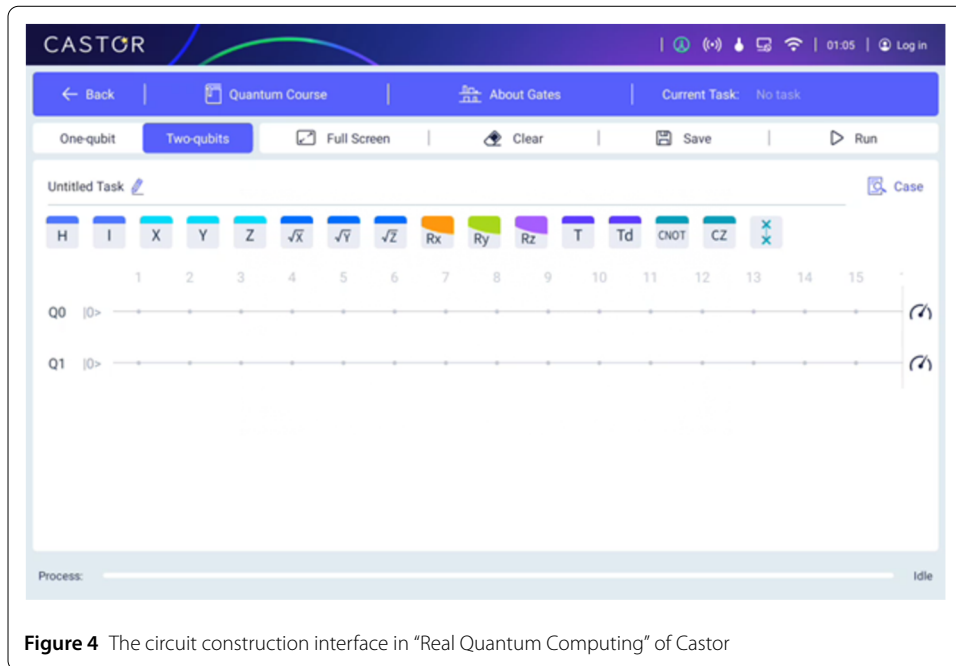 CASTOR | | 01:05 | Log in
← Back | Quantum Course | About Gates | Current Task: No task
One-qubit Two-qubits Full Screen | Clear | Save | Run
Untitled Task Case
H I X Y Z √X √Y √Z Rx Ry Rz T Td CNOT CZ
1 2 3 4 5 6 7 8 9 10 11 12 13 14 15
Q0 |0>
Q1 |0>
Process: Idle
Figure 4 The circuit construction interface in “Real Quantum Computing” of Castor